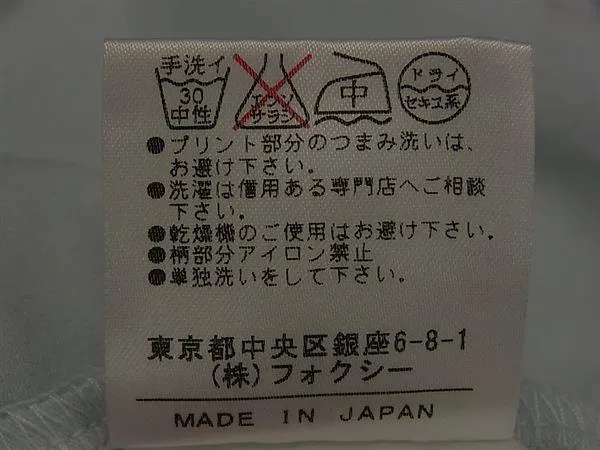 手洗イ 30 中性 エンソ サラシ 中 ドライ セキユ系
●プリント部分のつまみ洗いは、
お避け下さい。
●洗濯は信用ある専門店へご相談
下さい。
●乾燥機のご使用はお避け下さい。
●柄部分アイロン禁止
●単独洗いをして下さい。
東京都中央区銀座6-8-1
(株)フォクシー
MADE IN JAPAN